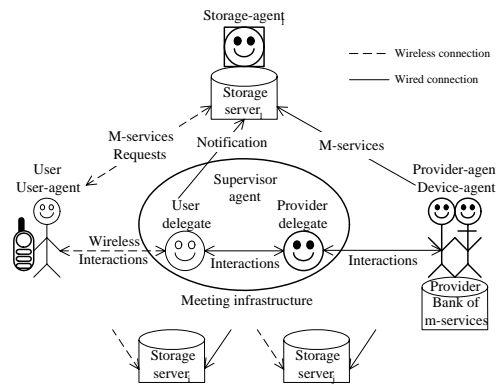 Storage-agent i
Wireless connection
Wired connection
Storage
server i
M-services
Requests
Notification
M-services
User
User-agent
Supervisor
agent
Provider-agen
Device-agent
User
delegate
Provider
delegate
Wireless
Interactions
Interactions
Interactions
Provider
Bank of
m-services
Meeting infrastructure
Storage
server i
Storage
server j